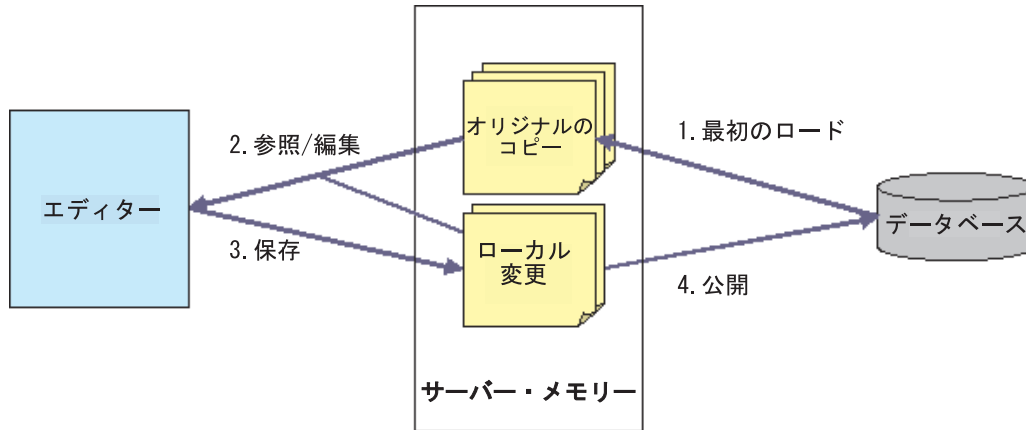 オリジナルの
コピー
1. 最初のロード
2. 参照/編集
エディター
データベース
3. 保存
ローカル
変更
4. 公開
サーバー・メモリー